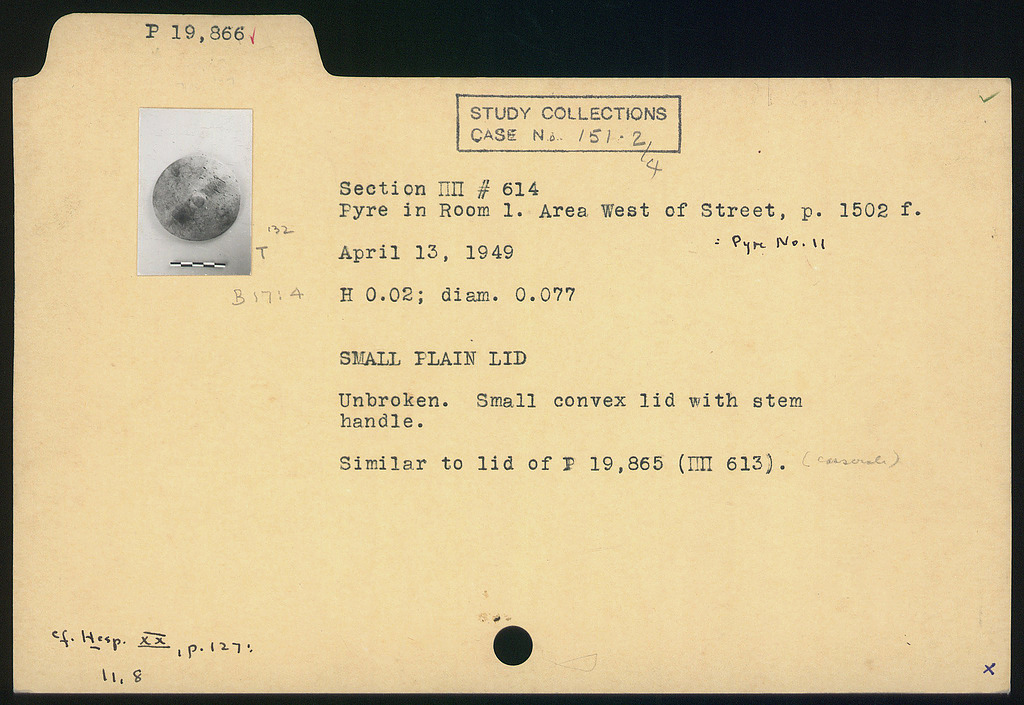 P 19,866
STUDY COLLECTIONS
CASE No. 151·2/4
Section ΠΠ # 614
Pyre in Room 1. Area West of Street, p. 1502 f.
: Pyre No. 11
132
T
April 13, 1949
B 1714
H 0.02; diam. 0.077
SMALL PLAIN LID
Unbroken. Small convex lid with stem
handle.
Similar to lid of P 19,865 (ΠΠ 613). (casserole)
cf. Hesp. XX, p. 127:
11, 8
x